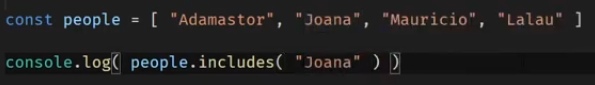 const people = [ "Adamastor", "Joana", "Mauricio", "Lalau" ]
console.log( people.includes( "Joana" ) )